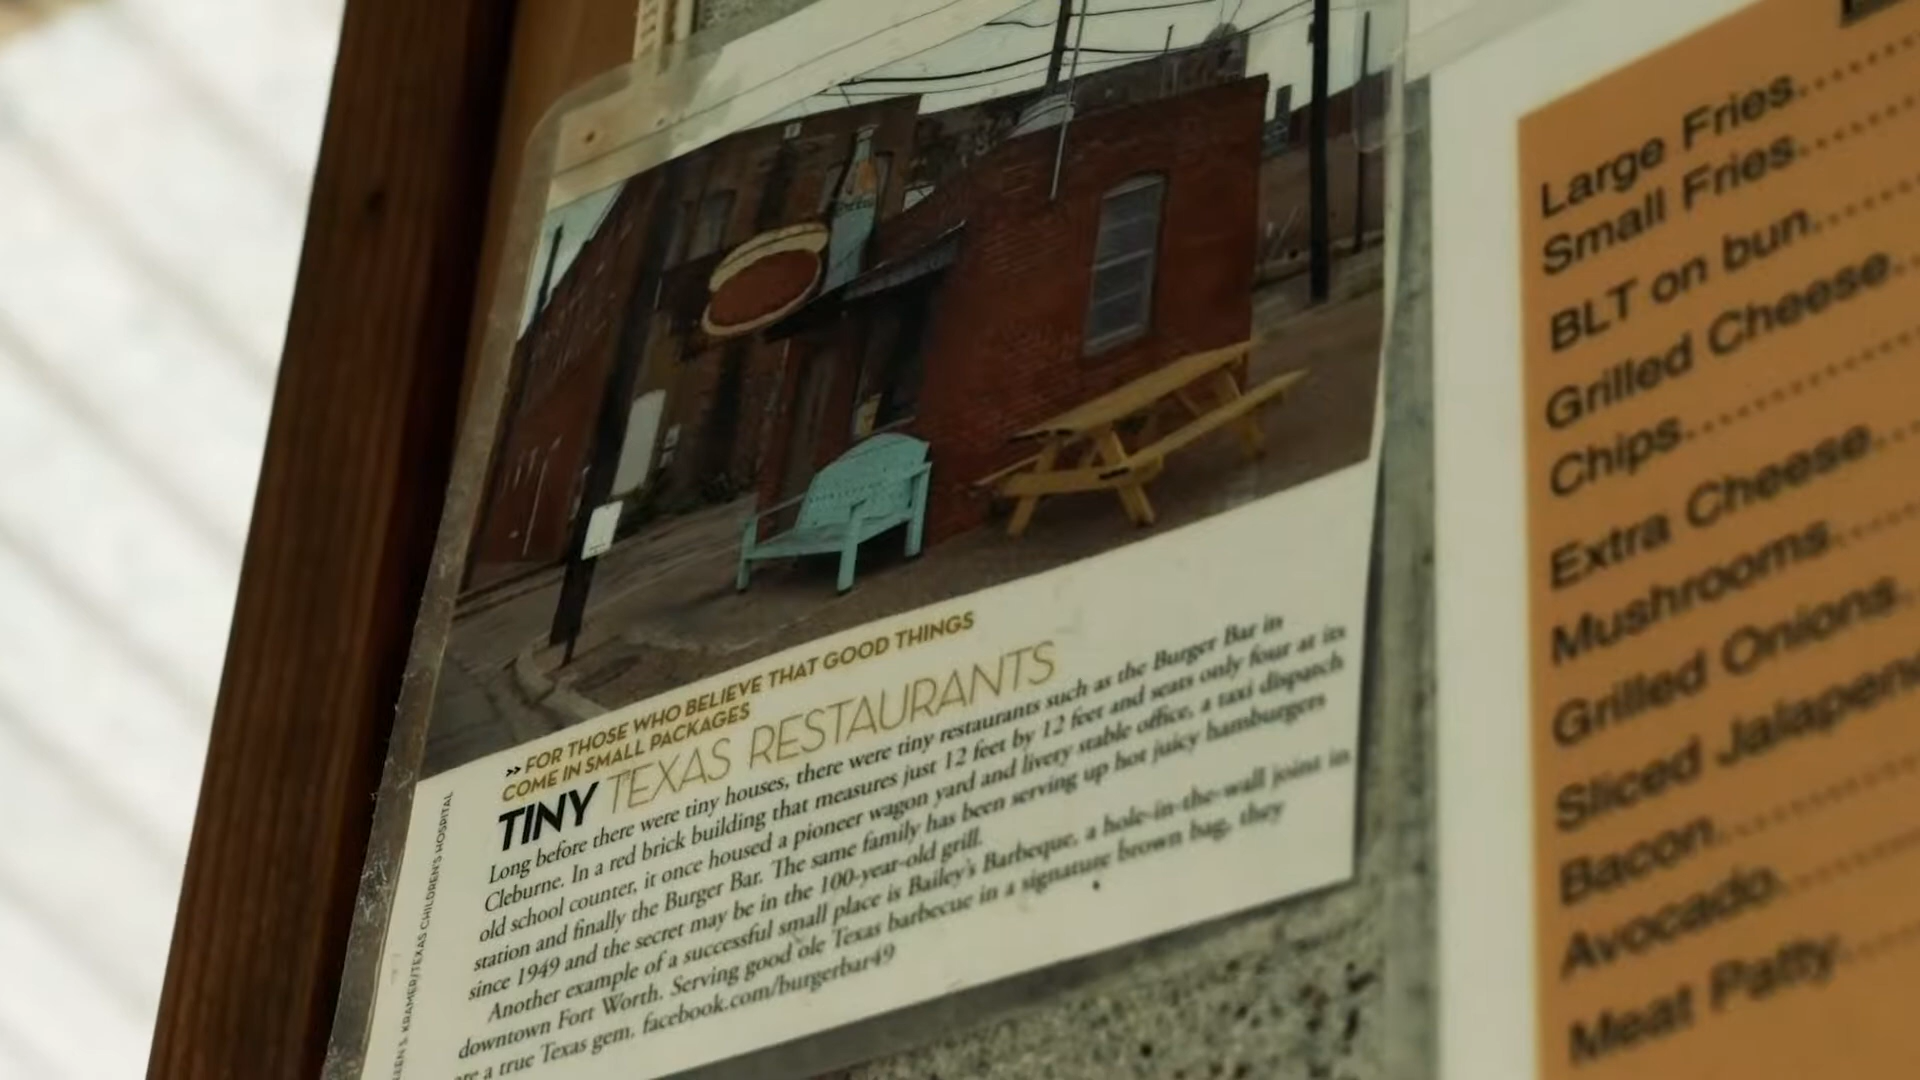 >> FOR THOSE WHO BELIEVE THAT GOOD THINGS
COME IN SMALL PACKAGES
TINY TEXAS RESTAURANTS
Long before there were tiny houses, there were tiny restaurants such as the Burger Bar in
Cleburne. In a red brick building that measures just 12 feet by 12 feet and seats only four at its
old school counter, it once housed a pioneer wagon yard and livery stable office, a taxi dispatch
station and finally the Burger Bar. The same family has been serving up hot juicy hamburgers
since 1949 and the secret may be in the 100-year-old grill.
Another example of a successful small place is Bailey's Barbeque, a hole-in-the-wall joint in
downtown Fort Worth. Serving good ole Texas barbecue in a signature brown bag, they
are a true Texas gem. facebook.com/burgerbar49
S. KRAMER/TEXAS CHILDREN'S HOSPITAL
Large Fries
Small Fries
BLT on bun
Grilled Cheese
Chips
Extra Cheese
Mushrooms
Grilled Onions
Sliced Jalapeno
Bacon
Avocado
Meat Patty